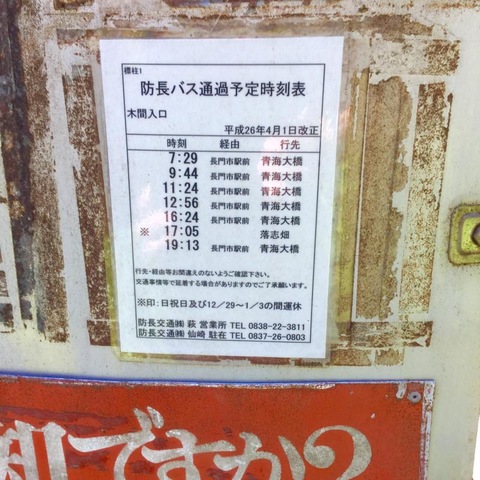 標柱1
防長バス通過予定時刻表
木間入口
平成26年4月1日改正
時刻 経由 行先
7:29 長門市駅前 青海大橋
9:44 長門市駅前 青海大橋
11:24 長門市駅前 青海大橋
12:56 長門市駅前 青海大橋
16:24 長門市駅前 青海大橋
※ 17:05 落志畑
19:13 長門市駅前 青海大橋
行先・経由等お間違えのないようご確認下さい。
交通事情等で延着する場合がありますのでご了承願います。
※印:日祝日及び12/29~1/3の間運休
防長交通㈱ 萩 営業所 TEL 0838-22-3811
防長交通㈱ 仙崎 駐在 TEL 0837-26-0803
ですか?